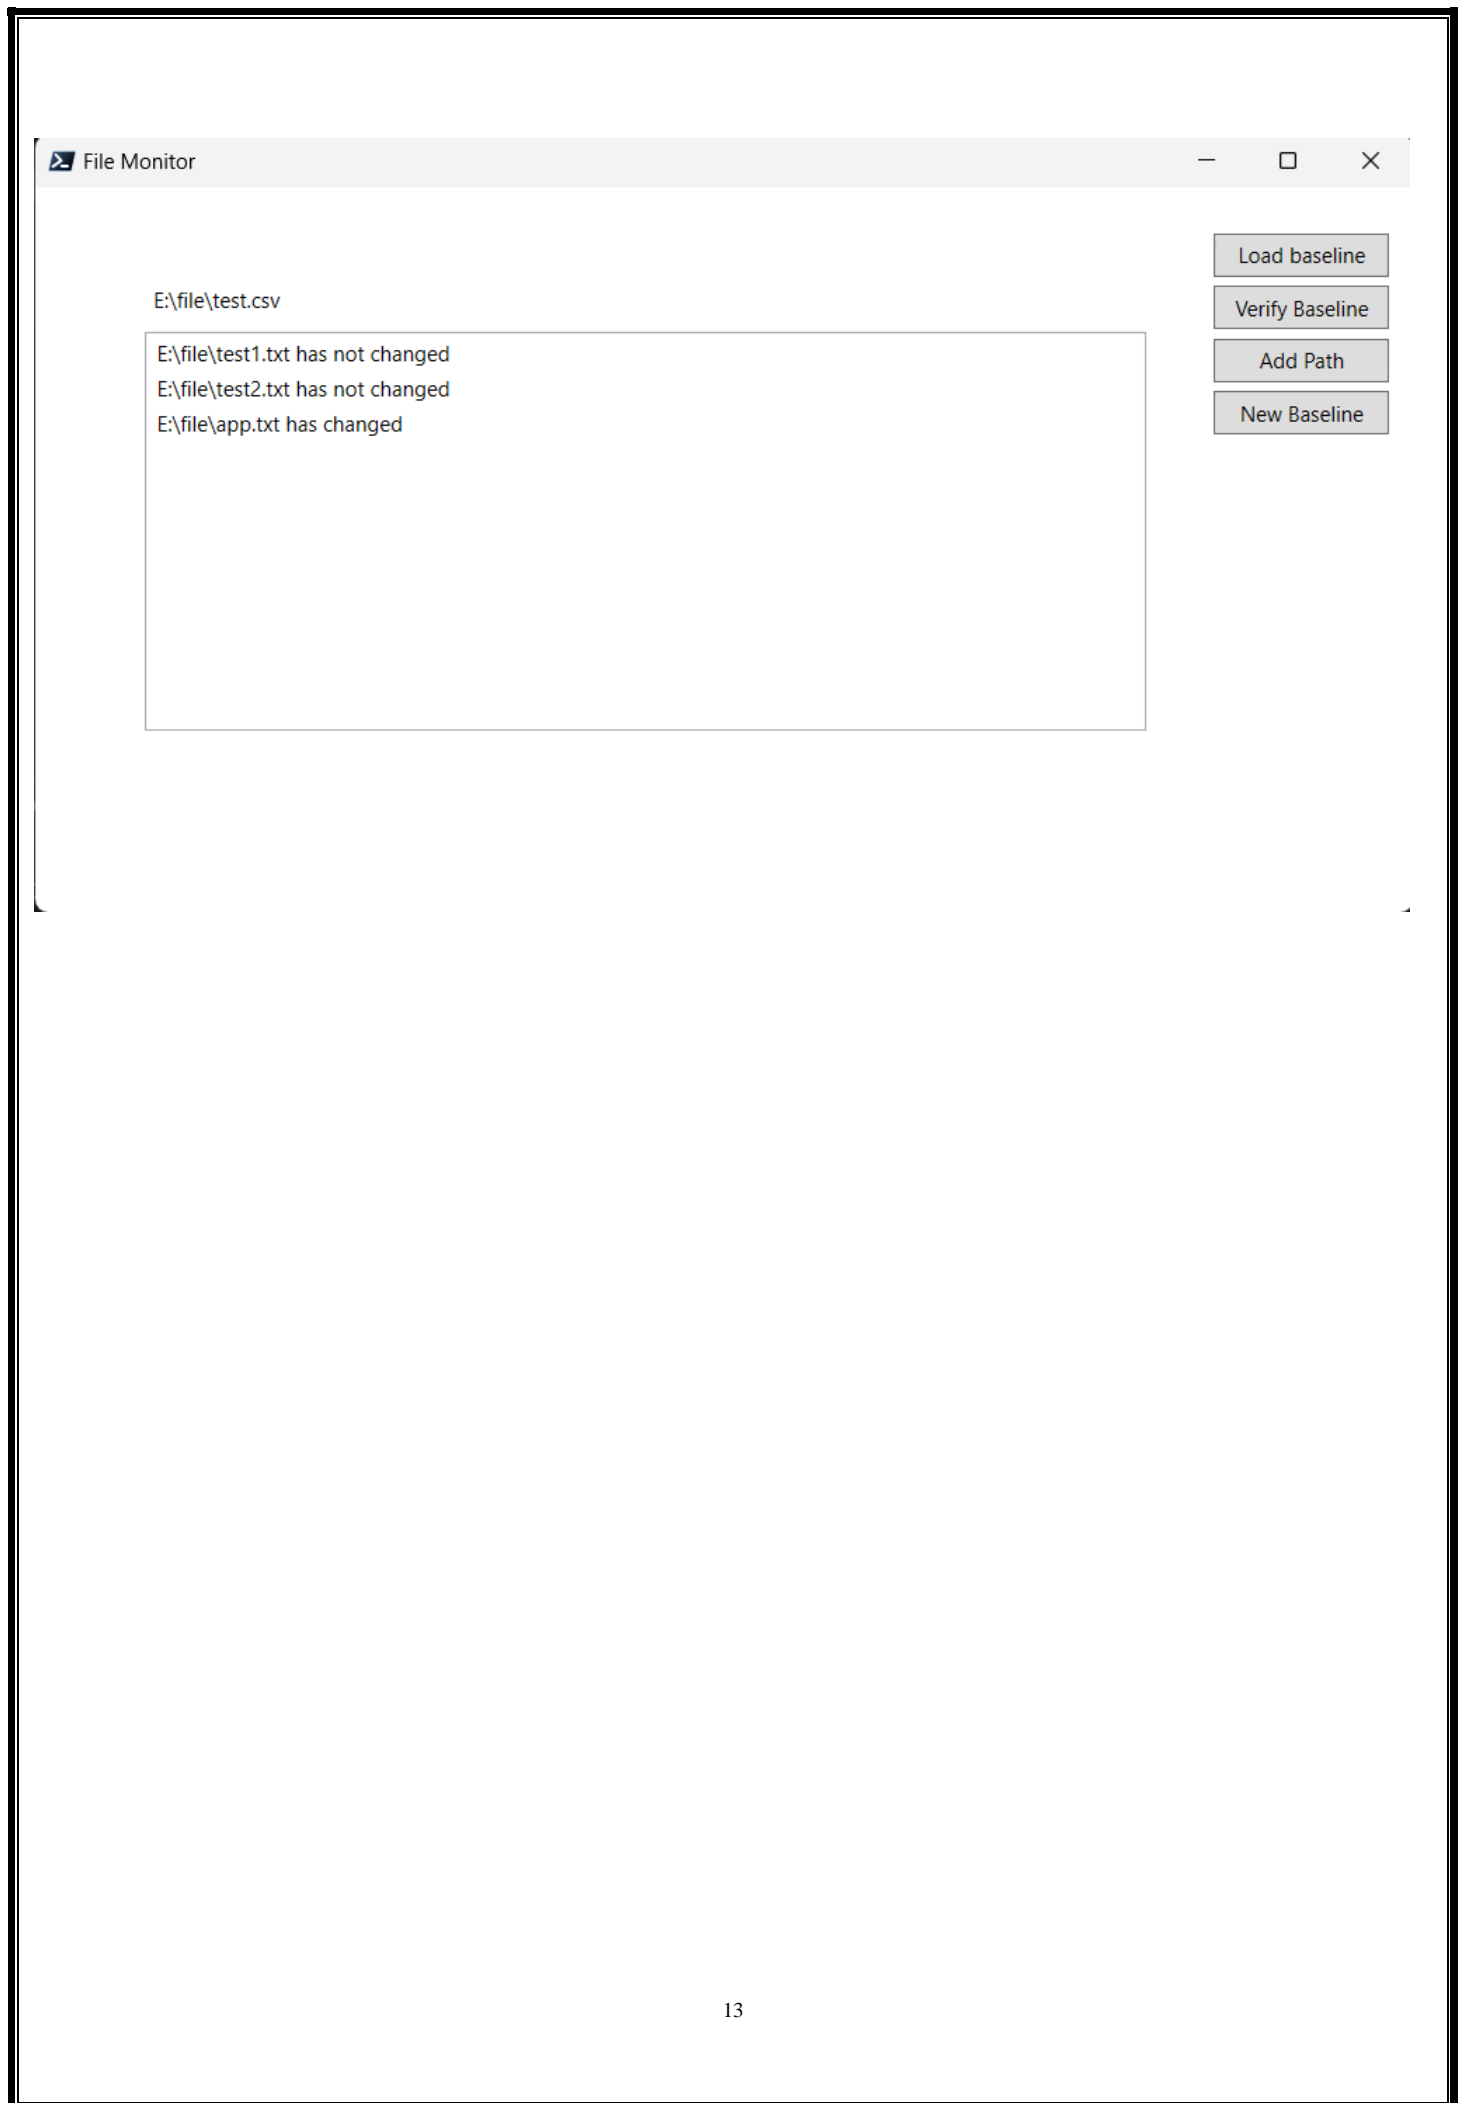 File Monitor
Load baseline
E:\file\test.csv
Verify Baseline
E:\file\test1.txt has not changed
Add Path
E:\file\test2.txt has not changed
New Baseline
E:\file\app.txt has changed
13